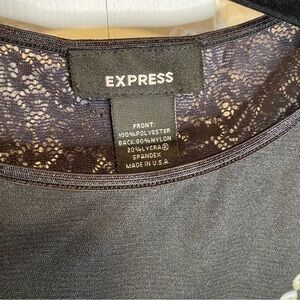 EXPRESS
FRONT:
100%POLYESTER
BACK:80%NYLON
20%LYCRA®
SPANDEX
MADE IN U.S.A.